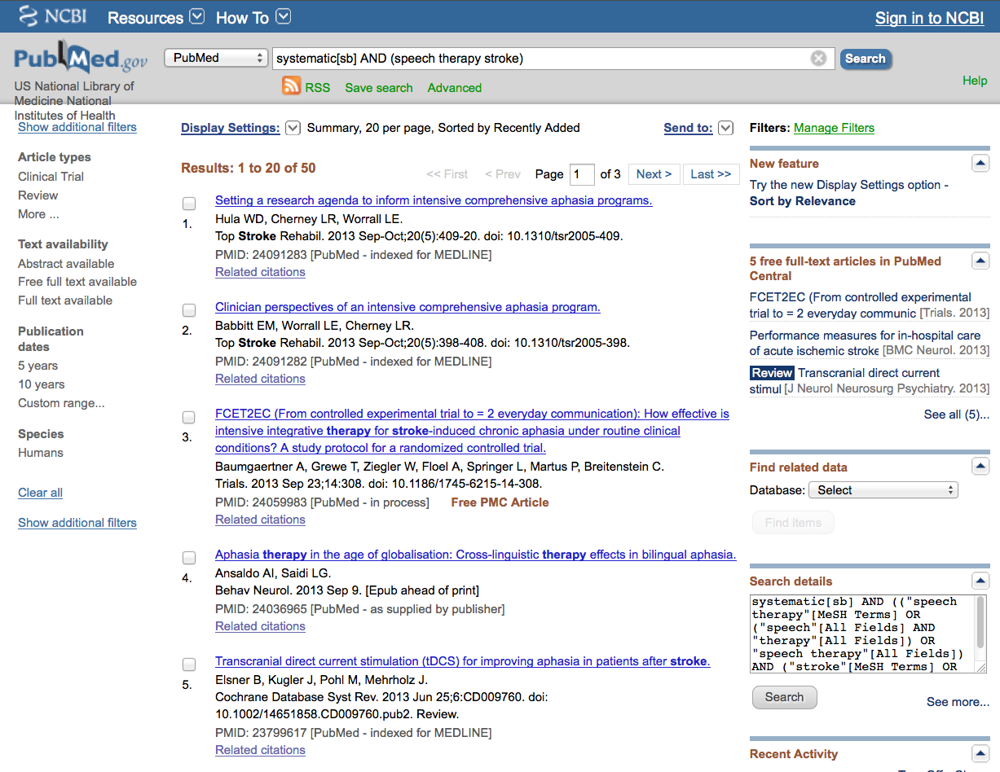 NCBI Resources How To Sign in to NCBI
PubMed.gov
US National Library of
Medicine National
Institutes of Health
PubMed
systematic[sb] AND (speech therapy stroke)
Search
RSS Save search Advanced
Help
Show additional filters
Article types
Clinical Trial
Review
More ...
Text availability
Abstract available
Free full text available
Full text available
Publication
dates
5 years
10 years
Custom range...
Species
Humans
Clear all
Show additional filters
Display Settings: Summary, 20 per page, Sorted by Recently Added
Send to:
Results: 1 to 20 of 50
<< First < Prev Page 1 of 3 Next > Last >>
Setting a research agenda to inform intensive comprehensive aphasia programs.
1. Hula WD, Cherney LR, Worrall LE.
Top Stroke Rehabil. 2013 Sep-Oct;20(5):409-20. doi: 10.1310/tsr2005-409.
PMID: 24091283 [PubMed - indexed for MEDLINE]
Related citations
Clinician perspectives of an intensive comprehensive aphasia program.
2. Babbitt EM, Worrall LE, Cherney LR.
Top Stroke Rehabil. 2013 Sep-Oct;20(5):398-408. doi: 10.1310/tsr2005-398.
PMID: 24091282 [PubMed - indexed for MEDLINE]
Related citations
FCET2EC (From controlled experimental trial to = 2 everyday communication): How effective is
3. intensive integrative therapy for stroke-induced chronic aphasia under routine clinical
conditions? A study protocol for a randomized controlled trial.
Baumgaertner A, Grewe T, Ziegler W, Floel A, Springer L, Martus P, Breitenstein C.
Trials. 2013 Sep 23;14:308. doi: 10.1186/1745-6215-14-308.
PMID: 24059983 [PubMed - in process] Free PMC Article
Related citations
Aphasia therapy in the age of globalisation: Cross-linguistic therapy effects in bilingual aphasia.
4. Ansaldo AI, Saidi LG.
Behav Neurol. 2013 Sep 9. [Epub ahead of print]
PMID: 24036965 [PubMed - as supplied by publisher]
Related citations
Transcranial direct current stimulation (tDCS) for improving aphasia in patients after stroke.
5. Elsner B, Kugler J, Pohl M, Mehrholz J.
Cochrane Database Syst Rev. 2013 Jun 25;6:CD009760. doi:
10.1002/14651858.CD009760.pub2. Review.
PMID: 23799617 [PubMed - indexed for MEDLINE]
Related citations
Filters: Manage Filters
New feature
Try the new Display Settings option -
Sort by Relevance
5 free full-text articles in PubMed
Central
FCET2EC (From controlled experimental
trial to = 2 everyday communic [Trials. 2013]
Performance measures for in-hospital care
of acute ischemic stroke [BMC Neurol. 2013]
Review Transcranial direct current
stimul [J Neurol Neurosurg Psychiatry. 2013]
See all (5)...
Find related data
Database: Select
Find items
Search details
systematic[sb] AND (("speech
therapy"[MeSH Terms] OR
("speech"[All Fields] AND
"therapy"[All Fields]) OR
"speech therapy"[All Fields])
AND ("stroke"[MeSH Terms] OR
Search
See more...
Recent Activity